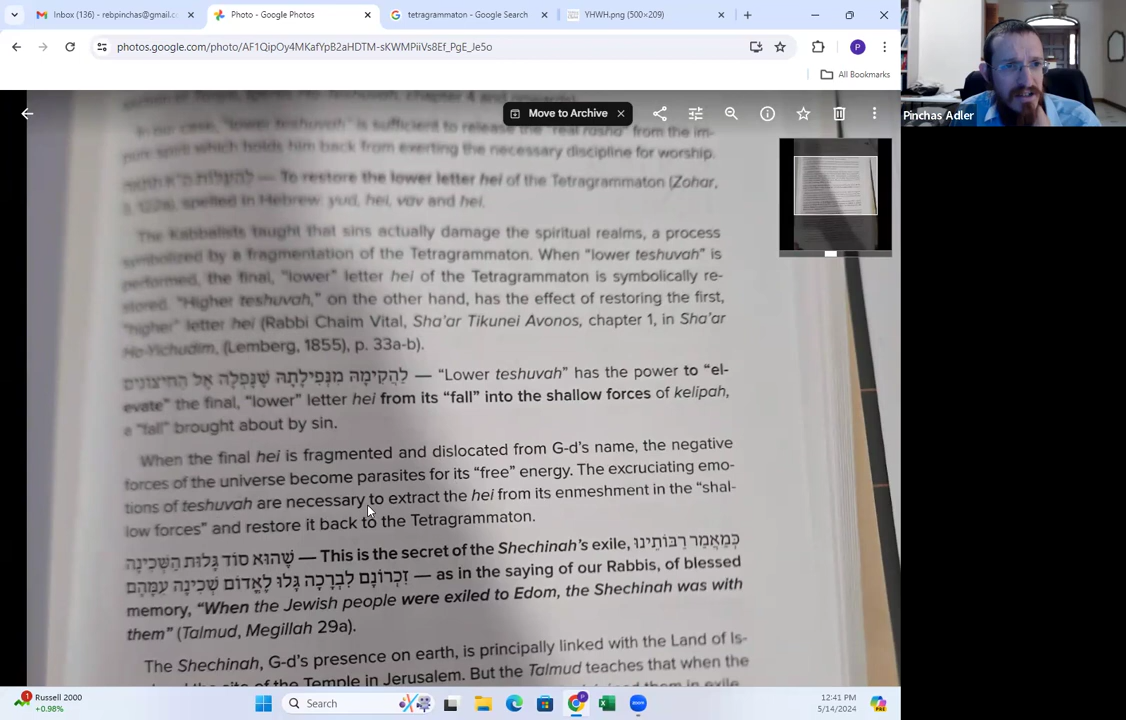 Inbox (136) - rebpinchas@gmail.c
Photo - Google Photos
tetragrammaton - Google Search
YHWH.png (500×209)
photos.google.com/photo/AF1QipOy4MKafYpB2aHDTM-sKWMPiiVs8Ef_PgE_Je5o
All Bookmarks
Move to Archive
Pinchas Adler
In our case, "lower teshuvah" is sufficient to release the "real rasha" from the im-
pure spirit which holds him back from exerting the necessary discipline for worship.
— To restore the lower letter hei of the Tetragrammaton (Zohar,
spelled in Hebrew yud, hei, vav and hei.
The Kabbalists taught that sins actually damage the spiritual realms, a process
symbolized by a fragmentation of the Tetragrammaton. When "lower teshuvah" is
performed, the final, "lower" letter hei of the Tetragrammaton is symbolically re-
stored. "Higher teshuvah," on the other hand, has the effect of restoring the first,
"higher" letter hei (Rabbi Chaim Vital, Sha'ar Tikunei Avonos, chapter 1, in Sha'ar
Ho-Yichudim, (Lemberg, 1855), p. 33a-b).
לַהֲקִימָהּ מִנְּפִילָתָהּ שֶׁנָּפְלָה אֶל הַחִיצוֹנִים — "Lower teshuvah" has the power to "el-
evate" the final, "lower" letter hei from its "fall" into the shallow forces of kelipah,
a "fall" brought about by sin.
When the final hei is fragmented and dislocated from G-d's name, the negative
forces of the universe become parasites for its "free" energy. The excruciating emo-
tions of teshuvah are necessary to extract the hei from its enmeshment in the "shal-
low forces" and restore it back to the Tetragrammaton.
שֶׁהוּא סוֹד גָּלוּת הַשְּׁכִינָה — This is the secret of the Shechinah's exile, כְּמַאֲמַר רַבּוֹתֵינוּ
זִכְרוֹנָם לִבְרָכָה גָּלוּ לֶאֱדוֹם שְׁכִינָה עִמָּהֶם — as in the saying of our Rabbis, of blessed
memory, "When the Jewish people were exiled to Edom, the Shechinah was with
them" (Talmud, Megillah 29a).
The Shechinah, G-d's presence on earth, is principally linked with the Land of Is-
the site of the Temple in Jerusalem. But the Talmud teaches that when the
them in exile
1
Russell 2000
+0.98%
Search
12:41 PM
5/14/2024